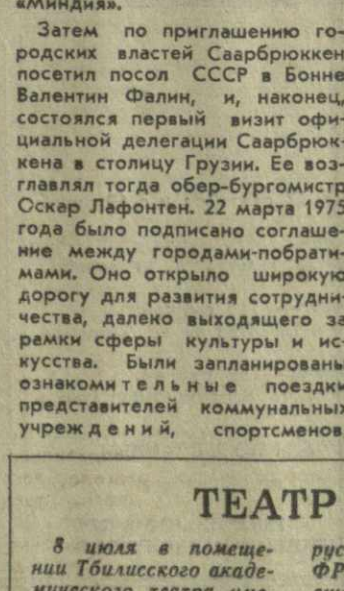 «Миндия».
Затем по приглашению го-
родских властей Саарбрюккен
посетил посол СССР в Бонне
Валентин Фалин, и, наконец,
состоялся первый визит офи-
циальной делегации Саарбрюк-
кена в столицу Грузии. Ее воз-
главлял тогда обер-бургомистр
Оскар Лафонтен. 22 марта 1975
года было подписано соглаше-
ние между городами-побрати-
мами. Оно открыло широкую
дорогу для развития сотрудни-
чества, далеко выходящего за
рамки сферы культуры и ис-
кусства. Были запланированы
ознакомительные поездки
представителей коммунальных
учреждений, спортсменов,
ТЕАТР
8 июля в помеще-
нии Тбилисского акаде-
рус
ФР